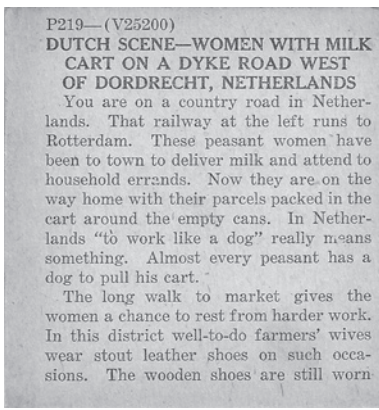 P219—(V25200)
DUTCH SCENE—WOMEN WITH MILK
CART ON A DYKE ROAD WEST
OF DORDRECHT, NETHERLANDS
You are on a country road in Nether-
lands. That railway at the left runs to
Rotterdam. These peasant women have
been to town to deliver milk and attend to
household errands. Now they are on the
way home with their parcels packed in the
cart around the empty cans. In Nether-
lands "to work like a dog" really means
something. Almost every peasant has a
dog to pull his cart.
The long walk to market gives the
women a chance to rest from harder work.
In this district well-to-do farmers' wives
wear stout leather shoes on such occa-
sions. The wooden shoes are still worn